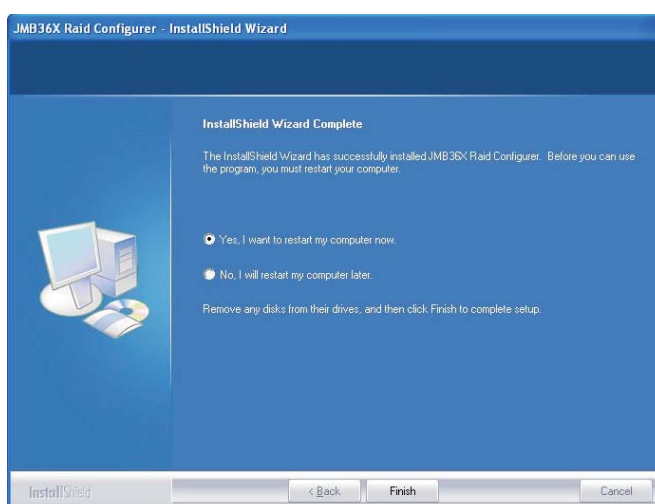 JMB36X Raid Configurer - InstallShield Wizard
InstallShield Wizard Complete
The InstallShield Wizard has successfully installed JMB36X Raid Configurer. Before you can use
the program, you must restart your computer.
Yes, I want to restart my computer now.
No, I will restart my computer later.
Remove any disks from their drives, and then click Finish to complete setup.
InstallShield
< Back
Finish
Cancel